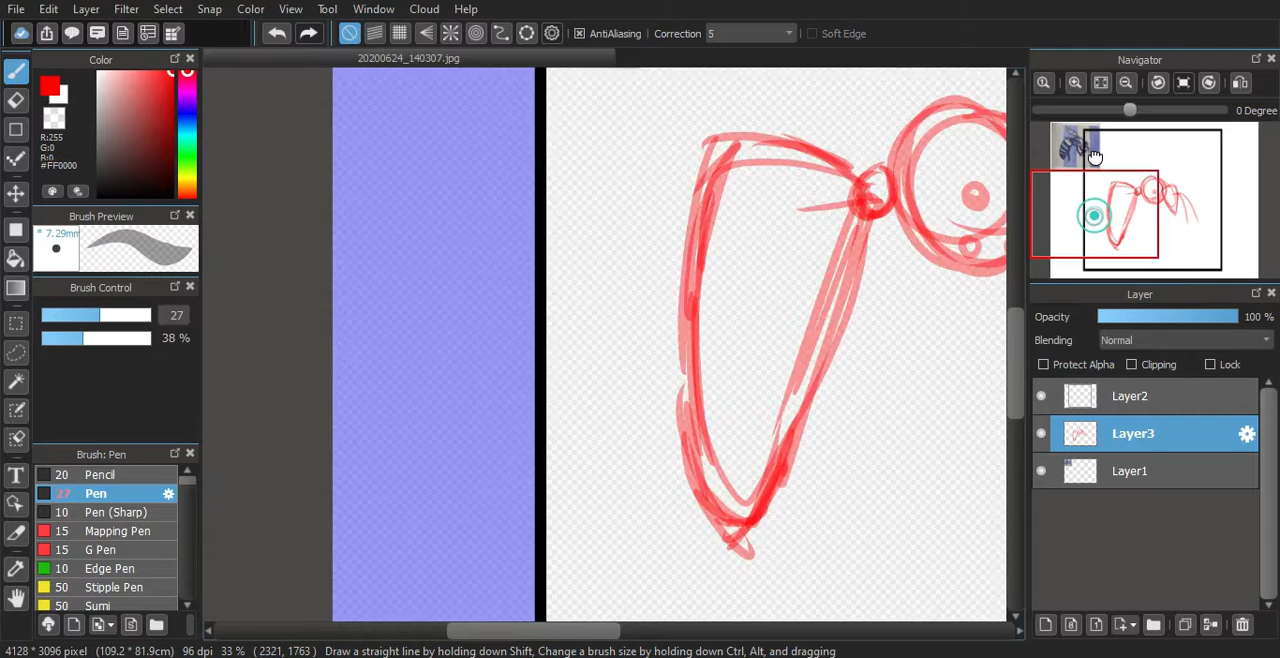 File Edit Layer Filter Select Snap Color View Tool Window Cloud Help
AntiAliasing Correction 5 Soft Edge
20200624_140307.jpg
Color
R:255
G:0
B:0
#FF0000
Brush Preview
* 7.29mm
Brush Control
27
38 %
Brush: Pen
20 Pencil
27 Pen
10 Pen (Sharp)
15 Mapping Pen
15 G Pen
10 Edge Pen
50 Stipple Pen
50 Sumi
Navigator
0 Degree
Layer
Opacity 100 %
Blending Normal
Protect Alpha Clipping Lock
Layer2
Layer3
Layer1
4128 * 3096 pixel (109.2 * 81.9cm) 96 dpi 33 % ( 2321, 1763 ) Draw a straight line by holding down Shift, Change a brush size by holding down Ctrl, Alt, and dragging